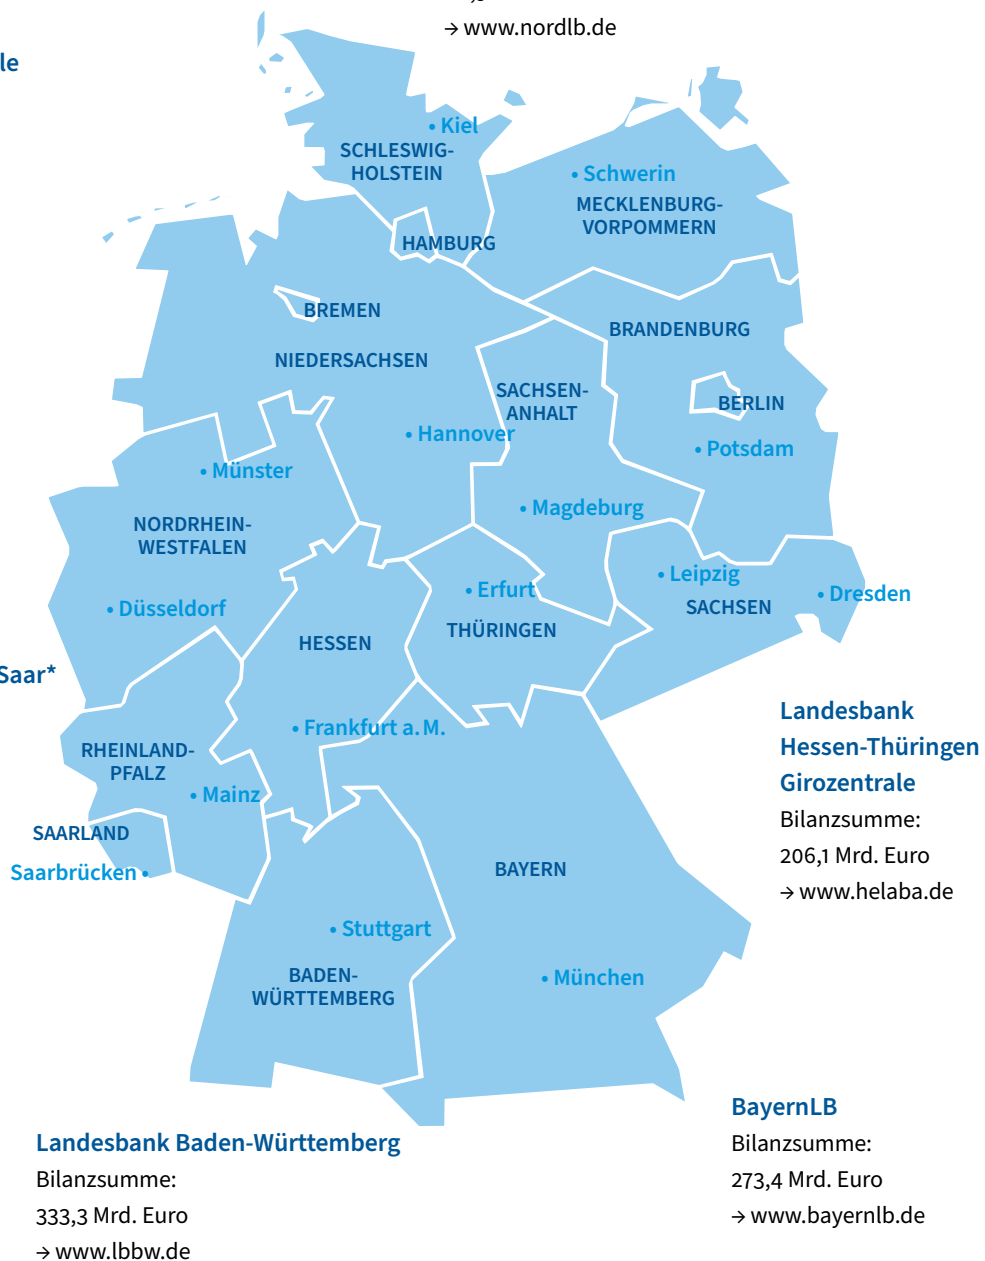 → www.nordlb.de
le
• Kiel
SCHLESWIG-
HOLSTEIN
• Schwerin
MECKLENBURG-
VORPOMMERN
HAMBURG
BREMEN
BRANDENBURG
NIEDERSACHSEN
SACHSEN-
ANHALT
BERLIN
• Hannover
• Potsdam
• Münster
• Magdeburg
NORDRHEIN-
WESTFALEN
• Leipzig
• Erfurt
• Dresden
• Düsseldorf
SACHSEN
THÜRINGEN
HESSEN
Saar*
• Frankfurt a. M.
RHEINLAND-
PFALZ
• Mainz
SAARLAND
Saarbrücken •
BAYERN
• Stuttgart
BADEN-
WÜRTTEMBERG
• München
Landesbank
Hessen-Thüringen
Girozentrale
Bilanzsumme:
206,1 Mrd. Euro
→ www.helaba.de
BayernLB
Bilanzsumme:
273,4 Mrd. Euro
→ www.bayernlb.de
Landesbank Baden-Württemberg
Bilanzsumme:
333,3 Mrd. Euro
→ www.lbbw.de